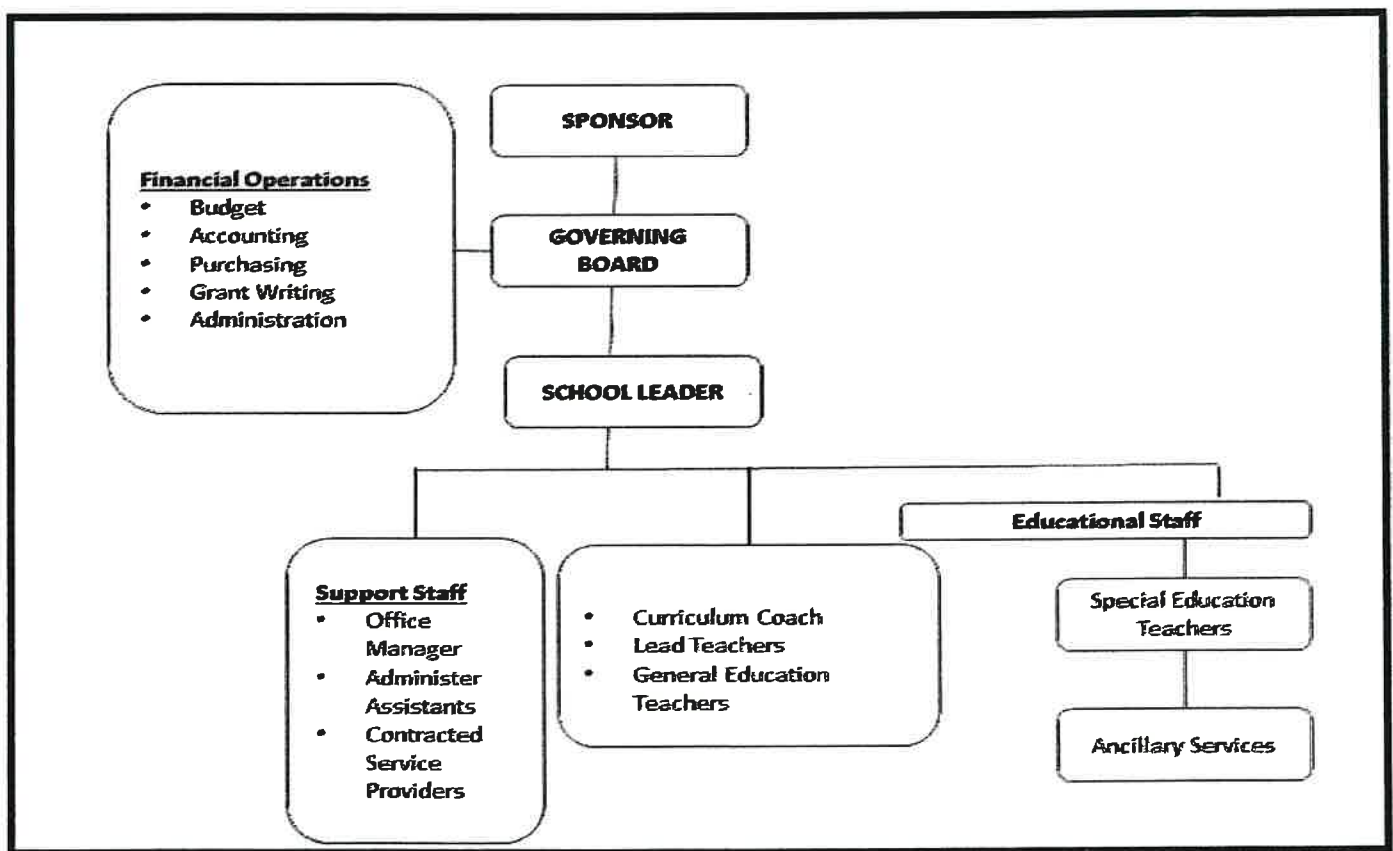 SPONSOR
Financial Operations
• Budget
• Accounting
• Purchasing
• Grant Writing
• Administration
GOVERNING
BOARD
SCHOOL LEADER
Support Staff
• Office
Manager
• Administer
Assistants
• Contracted
Service
Providers
• Curriculum Coach
• Lead Teachers
• General Education
Teachers
Educational Staff
Special Education
Teachers
Ancillary Services